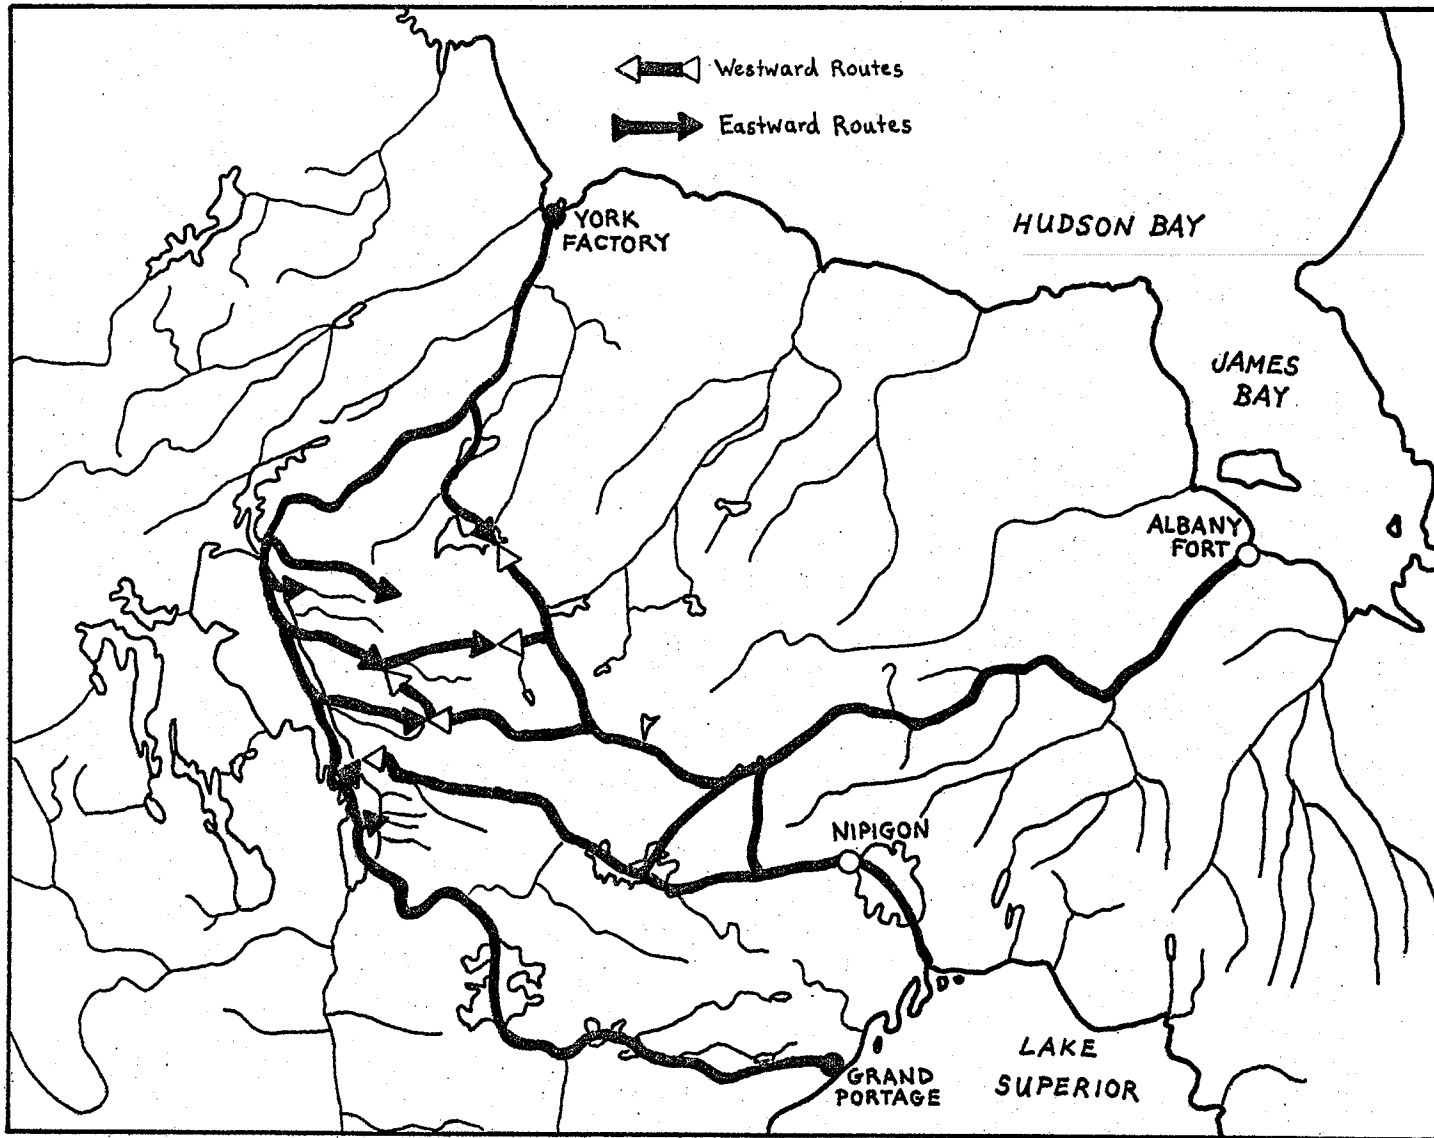 Westward Routes
Eastward Routes
YORK
FACTORY
HUDSON BAY
JAMES
BAY
ALBANY
FORT
NIPIGON
LAKE
SUPERIOR
GRAND
PORTAGE